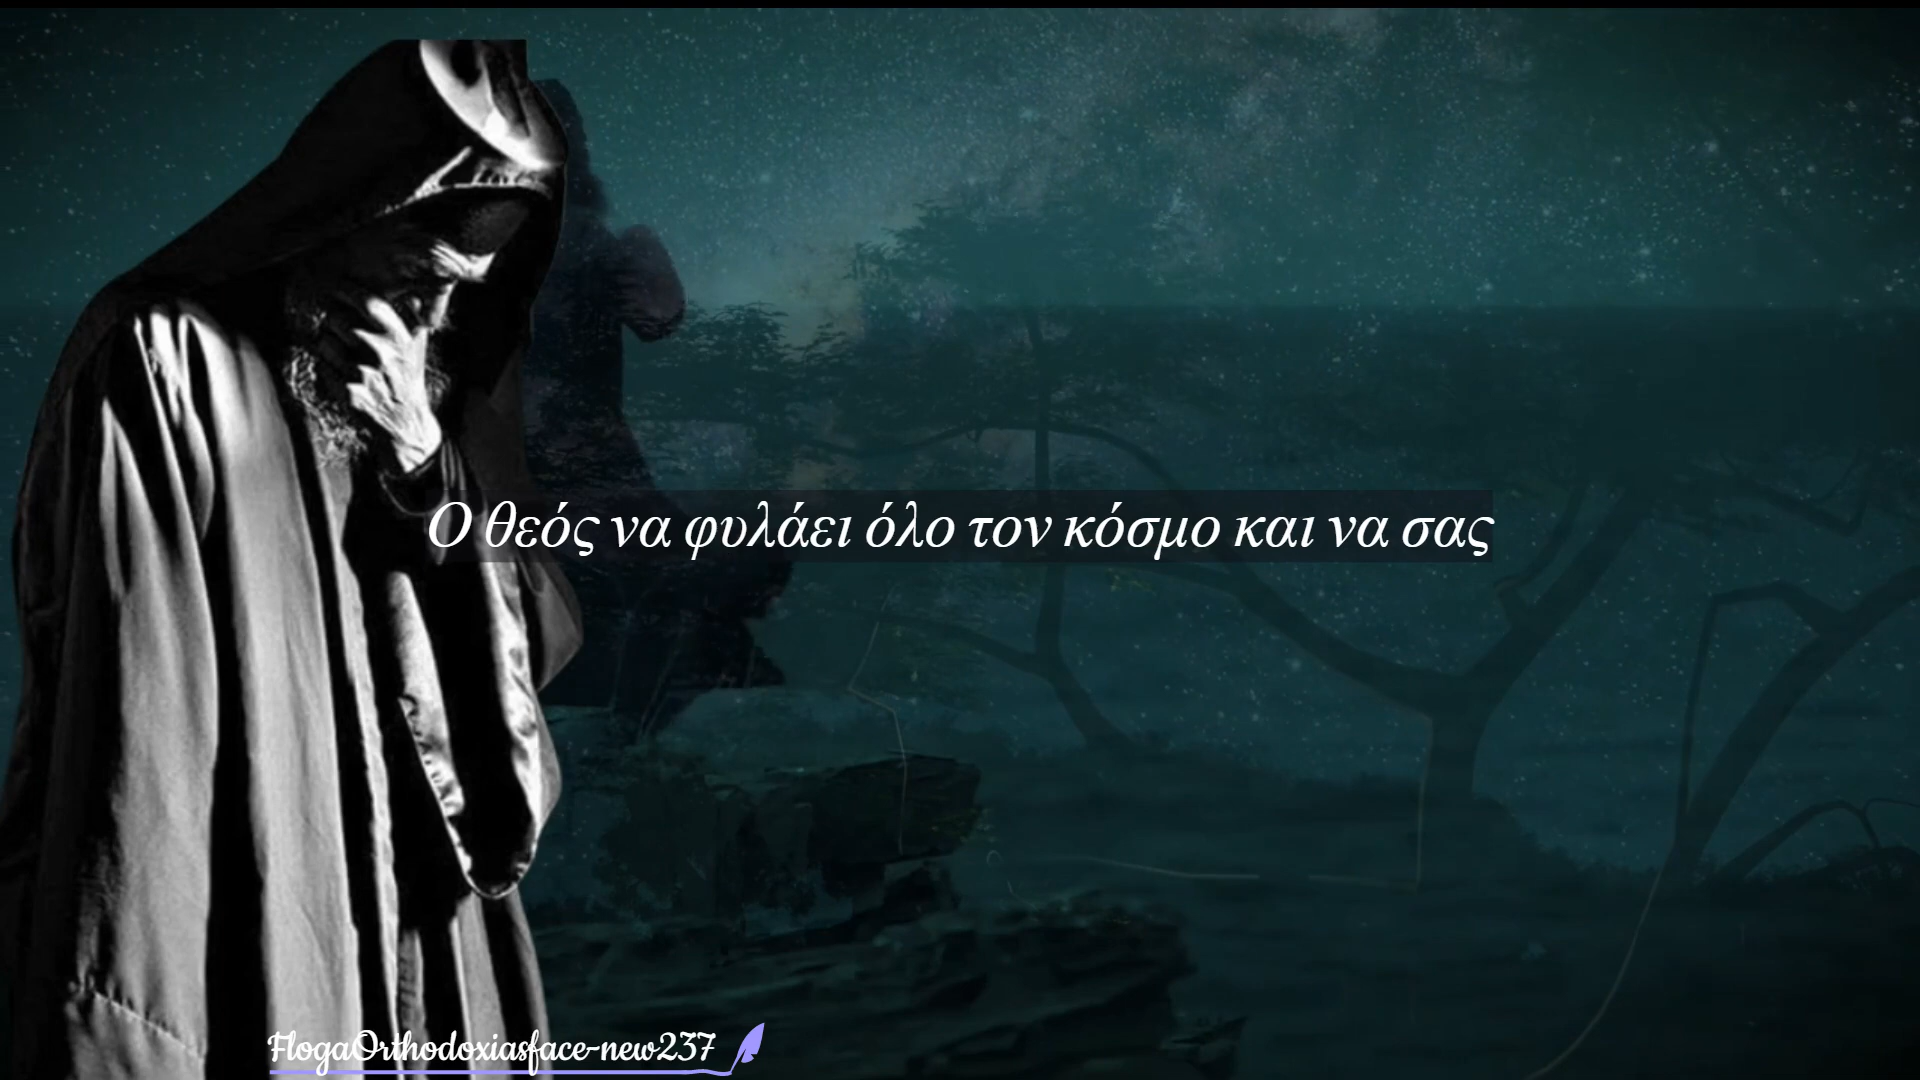 Ο θεός να φυλάει όλο τον κόσμο και να σας
FlogaOrthodoxiasface-new237